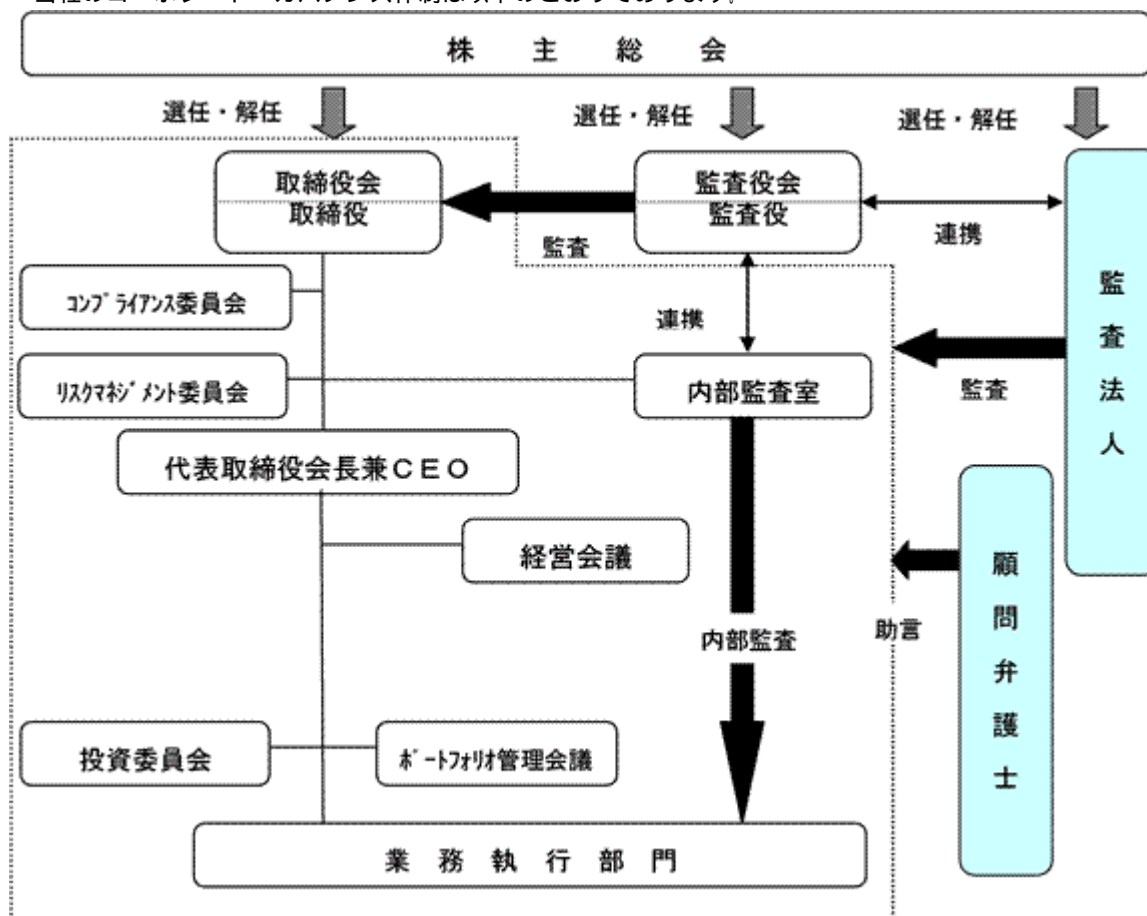 株主総会
選任・解任
選任・解任
選任・解任
取締役会
取締役
監査役会
監査役
監査
連携
コンプライアンス委員会
連携
監査法人
リスクマネジメント委員会
内部監査室
監査
代表取締役会長兼CEO
経営会議
顧問弁護士
助言
内部監査
投資委員会
ポートフォリオ管理会議
業務執行部門